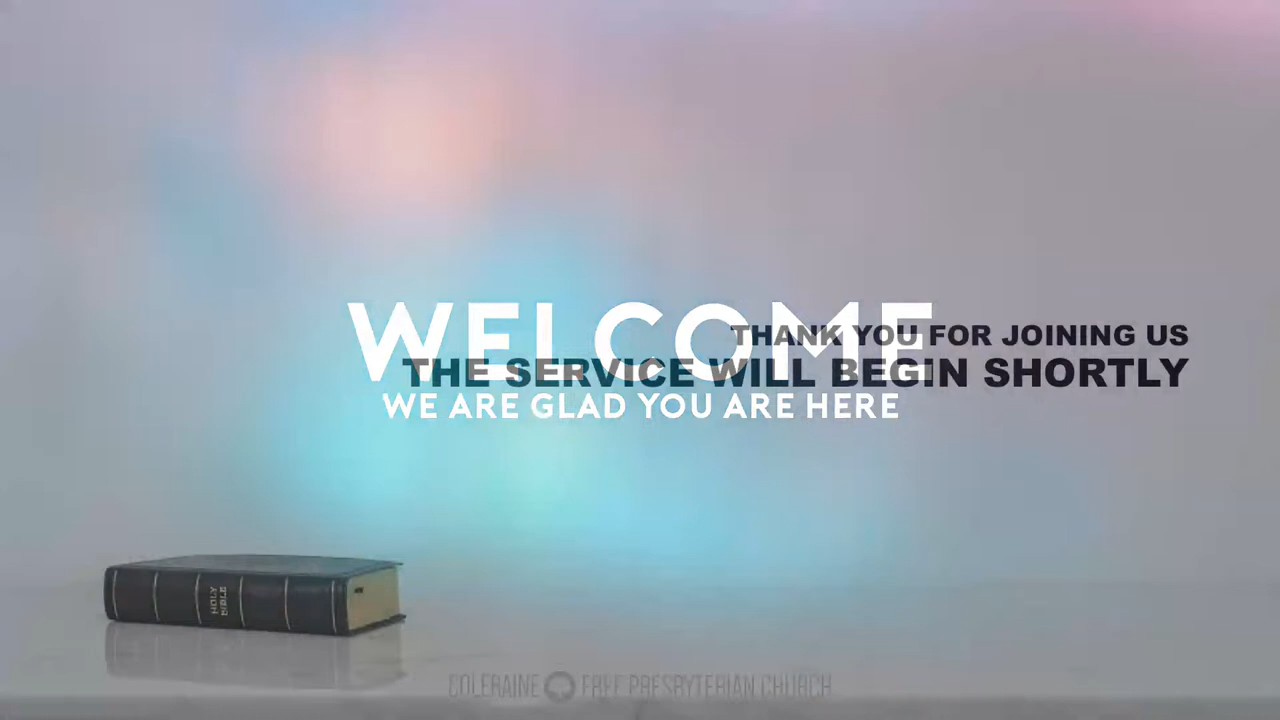 WELCOME
THANK YOU FOR JOINING US
THE SERVICE WILL BEGIN SHORTLY
WE ARE GLAD YOU ARE HERE
HOLY BIBLE
COLERAINE FREE PRESBYTERIAN CHURCH